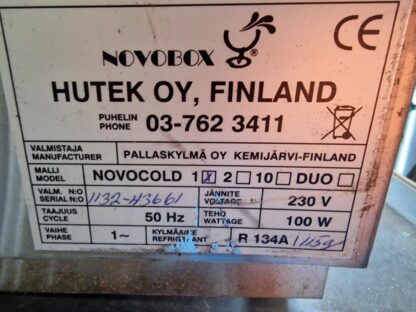 NOVOBOX ®
CE
HUTEK OY, FINLAND
PUHELIN
PHONE 03-762 3411
VALMISTAJA
MANUFACTURER PALLASKYLMÄ OY KEMIJÄRVI-FINLAND
MALLI
MODEL NOVOCOLD 1 X 2 10 DUO
VALM. N:O
SERIAL N:O 1132-H3661 JÄNNITE
VOLTAGE 230 V
TAAJUUS
CYCLE 50 Hz TEHO
WATTAGE 100 W
VAIHE
PHASE 1~ KYLMÄAINE
REFRIGERANT R 134A / 115g